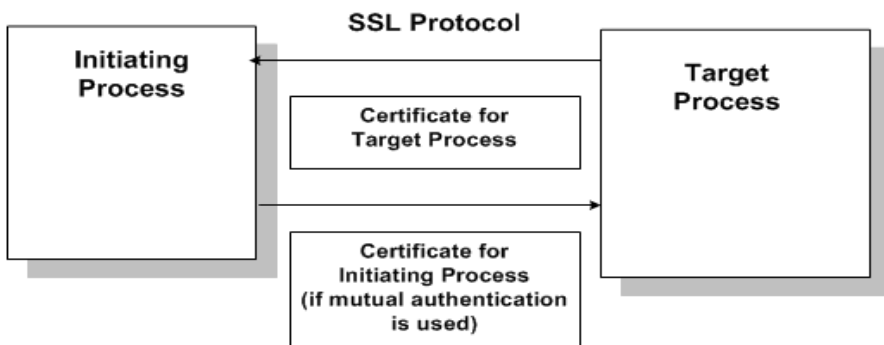 SSL Protocol
Initiating
Process
Target
Process
Certificate for
Target Process
Certificate for
Initiating Process
(if mutual authentication
is used)